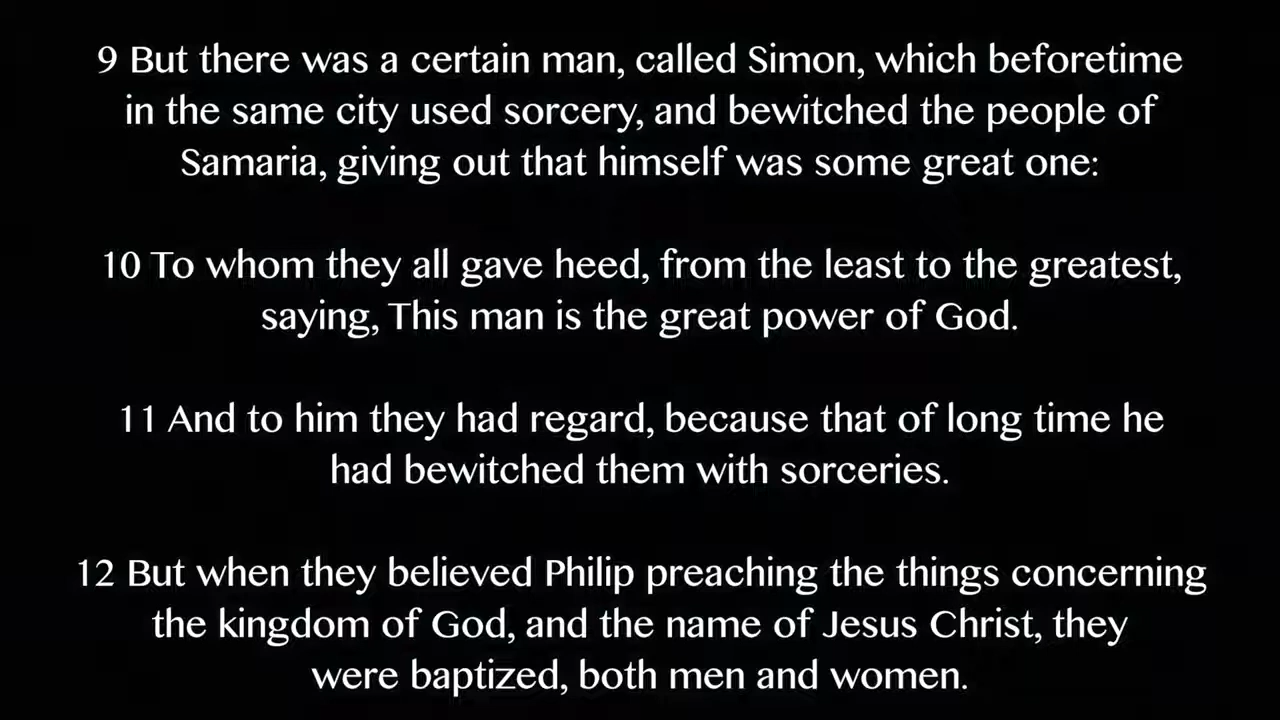 9 But there was a certain man, called Simon, which beforetime
in the same city used sorcery, and bewitched the people of
Samaria, giving out that himself was some great one:
10 To whom they all gave heed, from the least to the greatest,
saying, This man is the great power of God.
11 And to him they had regard, because that of long time he
had bewitched them with sorceries.
12 But when they believed Philip preaching the things concerning
the kingdom of God, and the name of Jesus Christ, they
were baptized, both men and women.